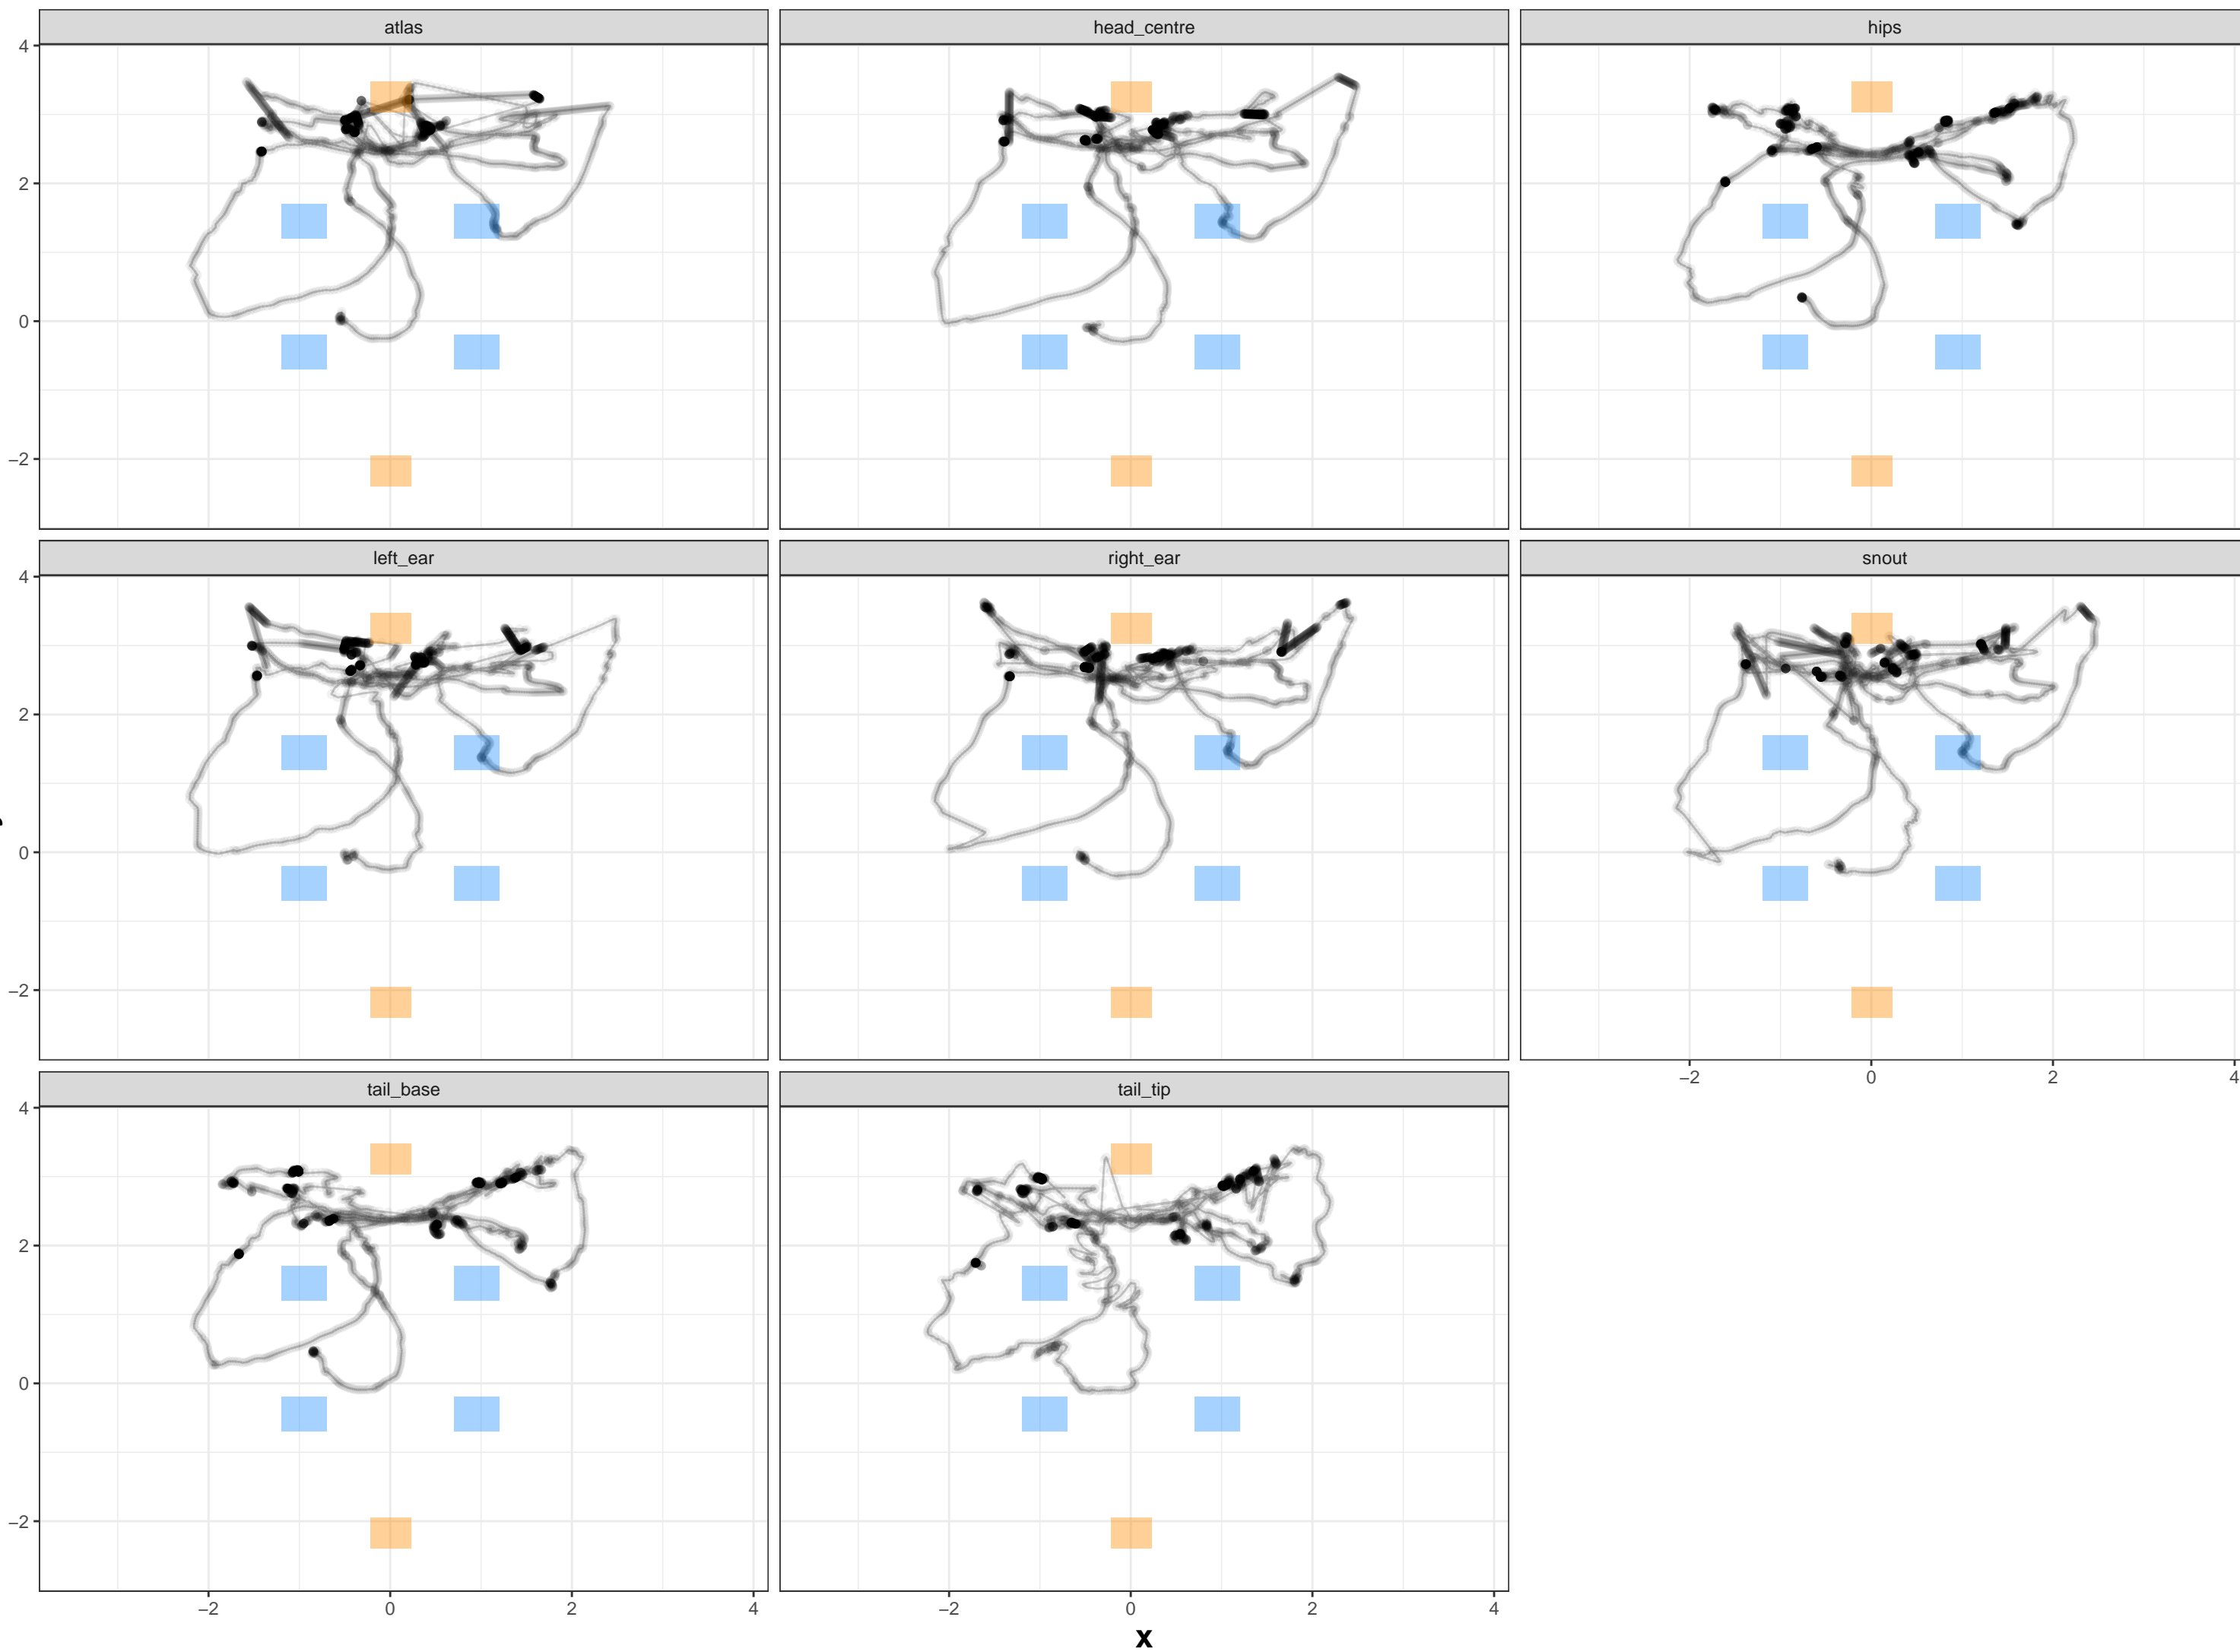 atlas head_centre hips
4
2
0
−2
left_ear right_ear snout
4
2
0
−2
−2 0 2 4
tail_base tail_tip
4
2
0
−2
−2 0 2 4 −2 0 2 4
x